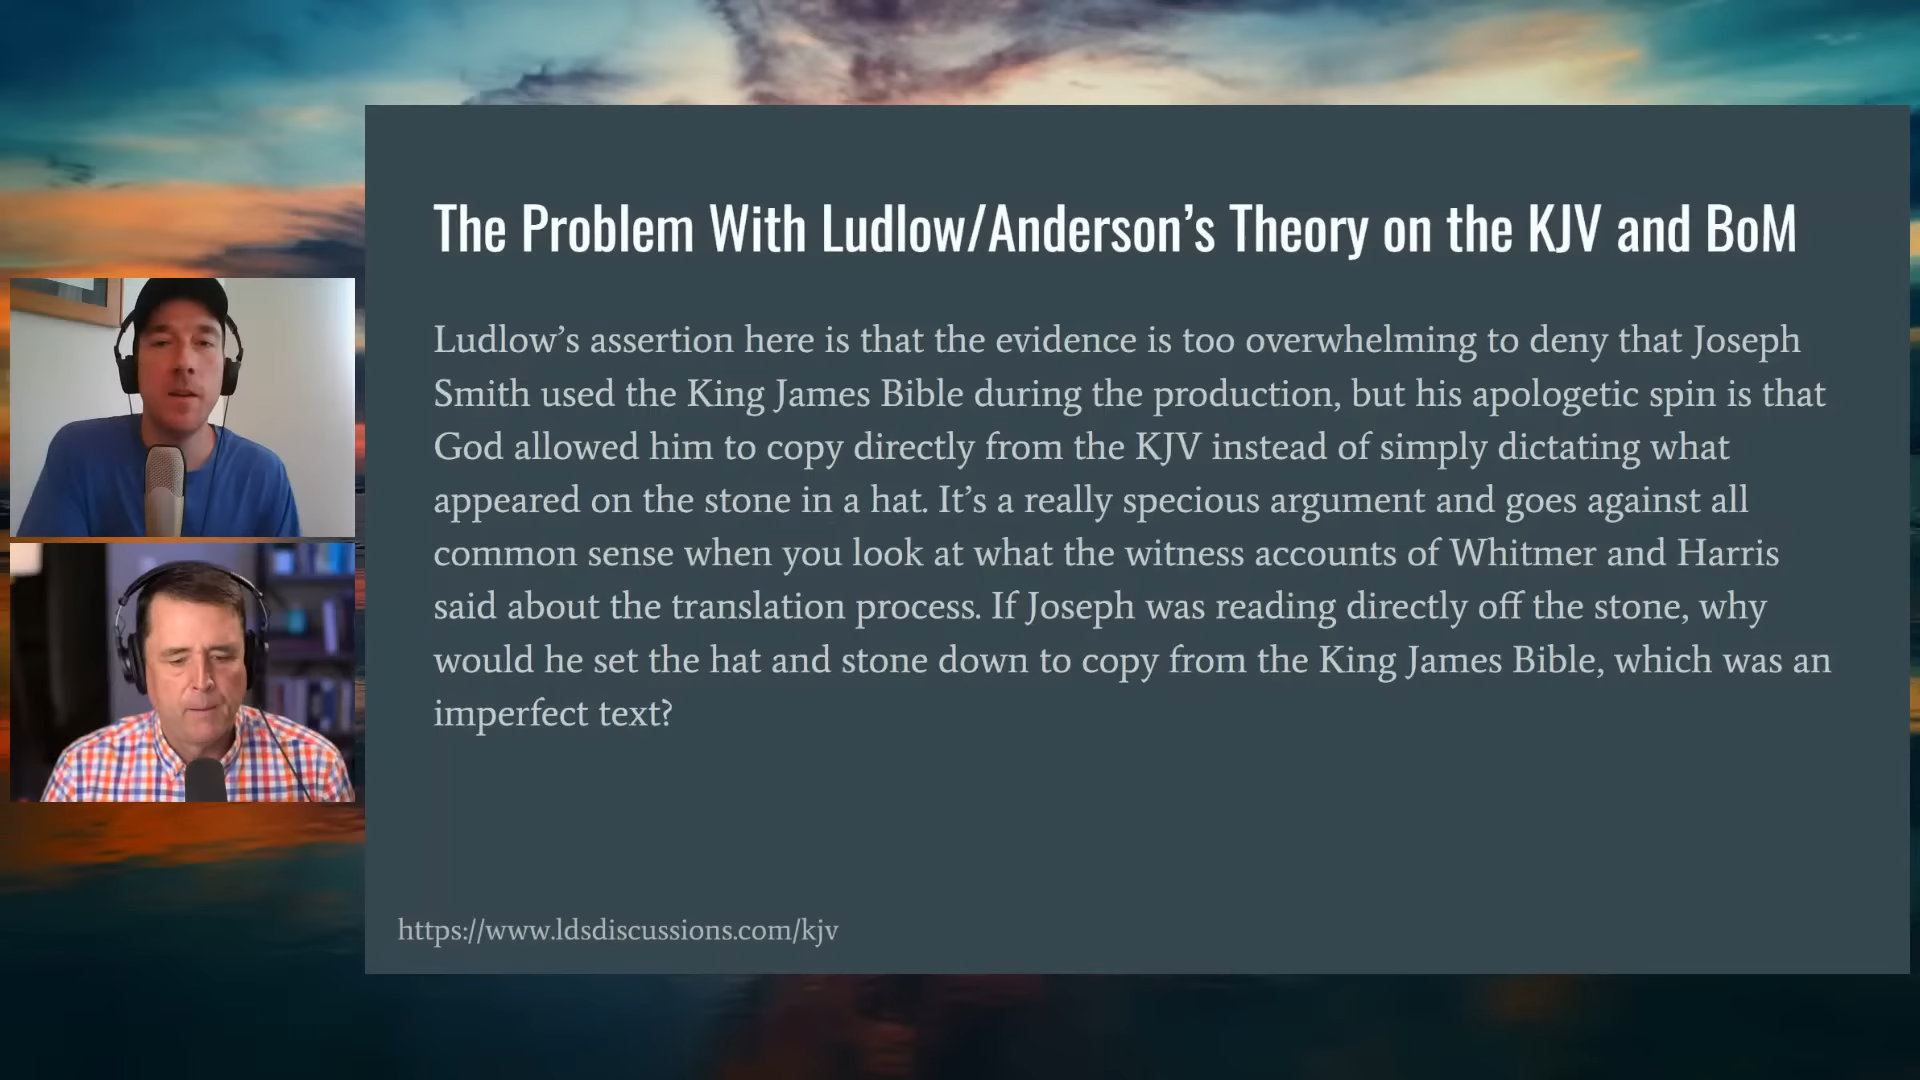 The Problem With Ludlow/Anderson’s Theory on the KJV and BoM
Ludlow’s assertion here is that the evidence is too overwhelming to deny that Joseph
Smith used the King James Bible during the production, but his apologetic spin is that
God allowed him to copy directly from the KJV instead of simply dictating what
appeared on the stone in a hat. It’s a really specious argument and goes against all
common sense when you look at what the witness accounts of Whitmer and Harris
said about the translation process. If Joseph was reading directly off the stone, why
would he set the hat and stone down to copy from the King James Bible, which was an
imperfect text?
https://www.ldsdiscussions.com/kjv